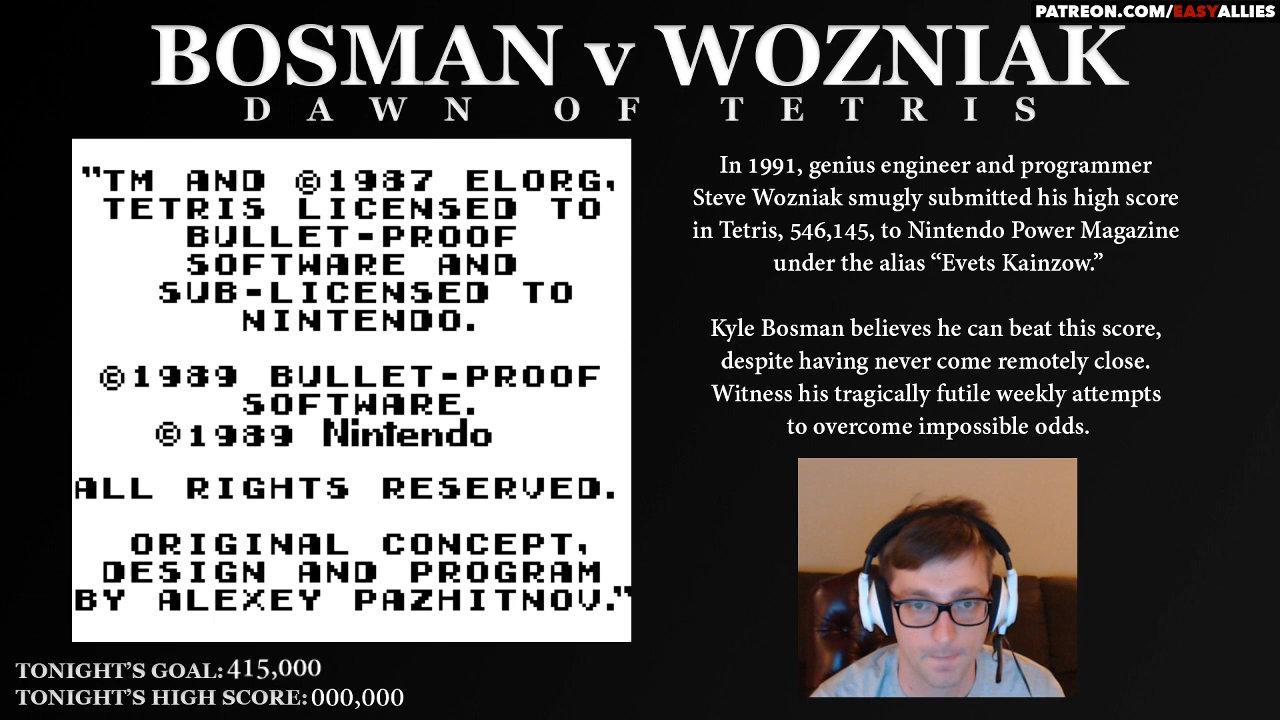 PATREON.COM/EASYALLIES
BOSMAN v WOZNIAK
DAWN OF TETRIS
"TM AND ©1987 ELORG,
TETRIS LICENSED TO
BULLET-PROOF
SOFTWARE AND
SUB-LICENSED TO
NINTENDO.
©1989 BULLET-PROOF
SOFTWARE.
©1989 Nintendo
ALL RIGHTS RESERVED.
ORIGINAL CONCEPT,
DESIGN AND PROGRAM
BY ALEXEY PAZHITNOV."
In 1991, genius engineer and programmer
Steve Wozniak smugly submitted his high score
in Tetris, 546,145, to Nintendo Power Magazine
under the alias “Evets Kainzow.”
Kyle Bosman believes he can beat this score,
despite having never come remotely close.
Witness his tragically futile weekly attempts
to overcome impossible odds.
TONIGHT’S GOAL: 415,000
TONIGHT’S HIGH SCORE: 000,000